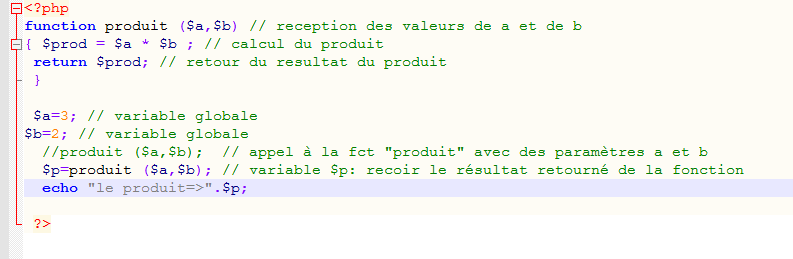 <?php
function produit ($a,$b) // reception des valeurs de a et de b
{ $prod = $a * $b ; // calcul du produit
return $prod; // retour du resultat du produit
}
$a=3; // variable globale
$b=2; // variable globale
//produit ($a,$b); // appel à la fct "produit" avec des paramètres a et b
$p=produit ($a,$b); // variable $p: recoir le résultat retourné de la fonction
echo "le produit=>".$p;
?>